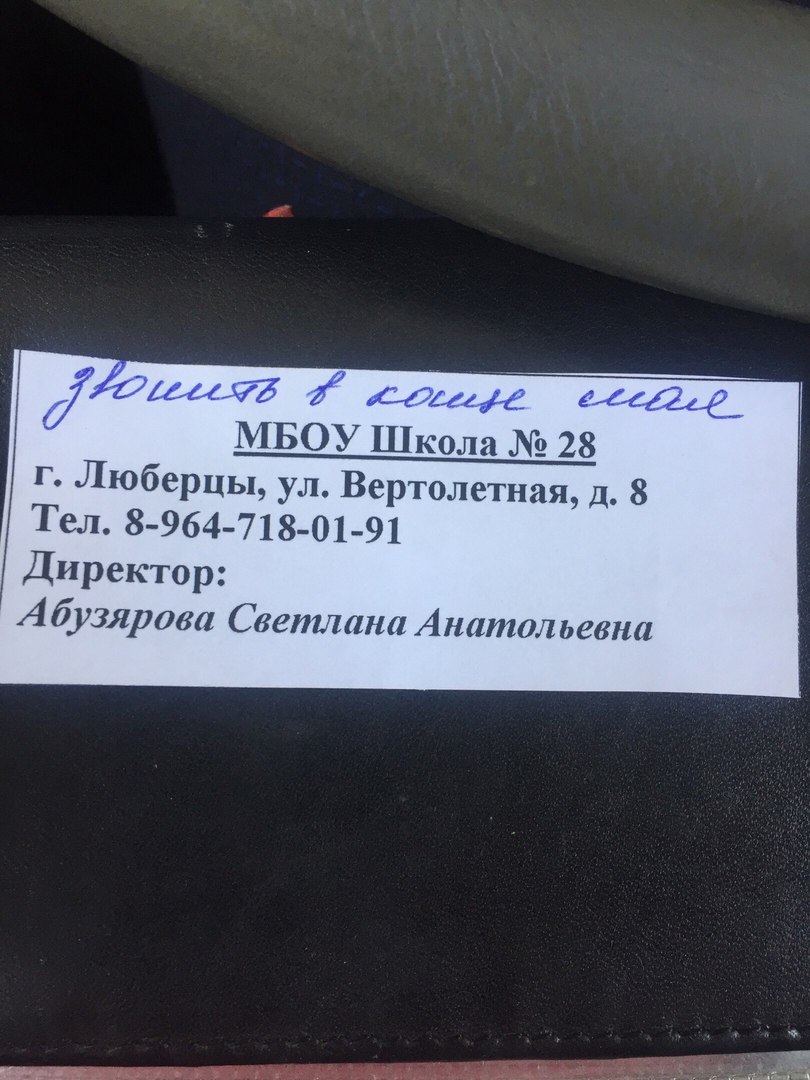 звонить в конце мая
МБОУ Школа № 28
г. Люберцы, ул. Вертолетная, д. 8
Тел. 8-964-718-01-91
Директор:
Абузярова Светлана Анатольевна